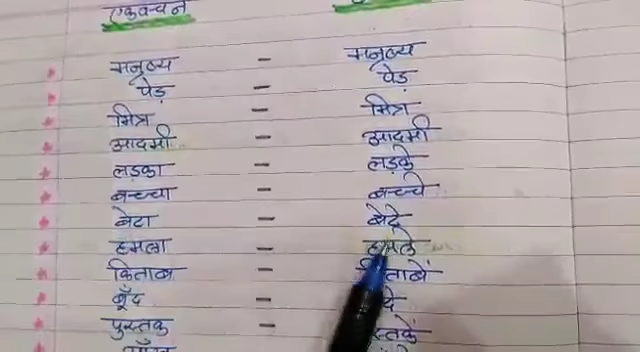 एकवचन
मनुष्य - मनुष्य
पेड़ - पेड़
मित्र - मित्र
आदमी - आदमी
लड़का - लड़के
बच्चा - बच्चे
बेटा - बेटे
हमला - हमले
किताब - किताबें
बूँद -
पुस्तक -